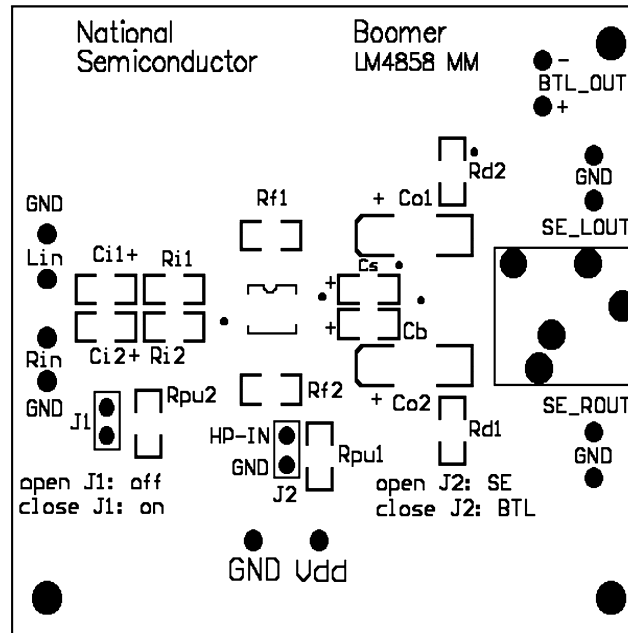 National
Semiconductor
Boomer
LM4858 MM
-
BTL_OUT
+
Rd2
GND
Rf1
+ Co1
GND
SE_LOUT
Lin
Ci1+
Ri1
Cs
+
+
Cb
Rin
Ci2+
Ri2
GND
Rpu2
Rf2
+ Co2
SE_ROUT
J1
HP-IN
GND
J2
Rpu1
Rd1
GND
open J1: off
close J1: on
open J2: SE
close J2: BTL
GND Vdd